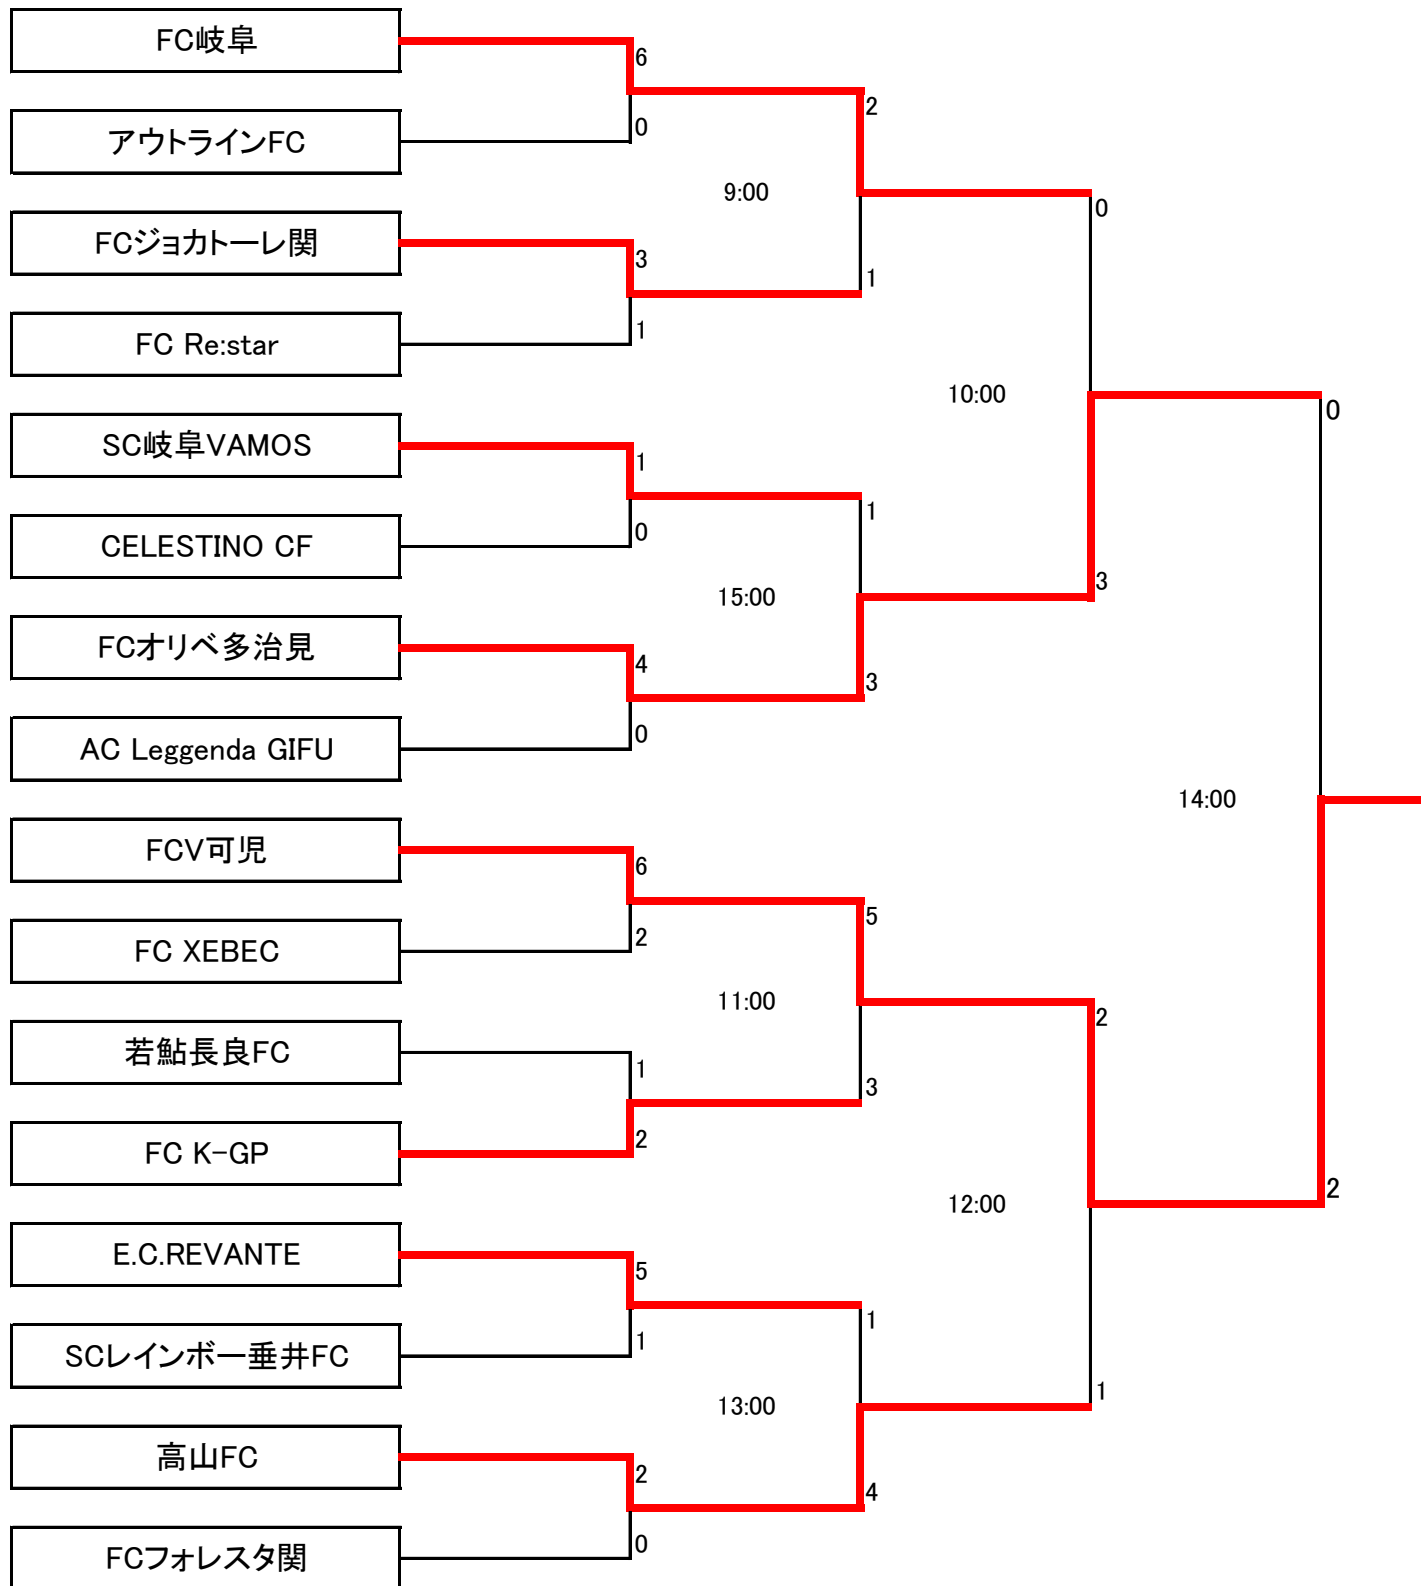 FC岐阜
6
2
0
アウトラインFC
9:00
0
FCジョカトーレ関
3
1
FC Re:star
1
10:00
0
SC岐阜VAMOS
1
1
CELESTINO CF
0
15:00
3
FCオリベ多治見
4
3
AC Leggenda GIFU
0
14:00
FCV可児
6
5
FC XEBEC
2
11:00
2
若鮎長良FC
1
3
FC K-GP
2
12:00
2
E.C.REVANTE
5
1
SCレインボー垂井FC
1
13:00
1
高山FC
2
4
FCフォレスタ関
0